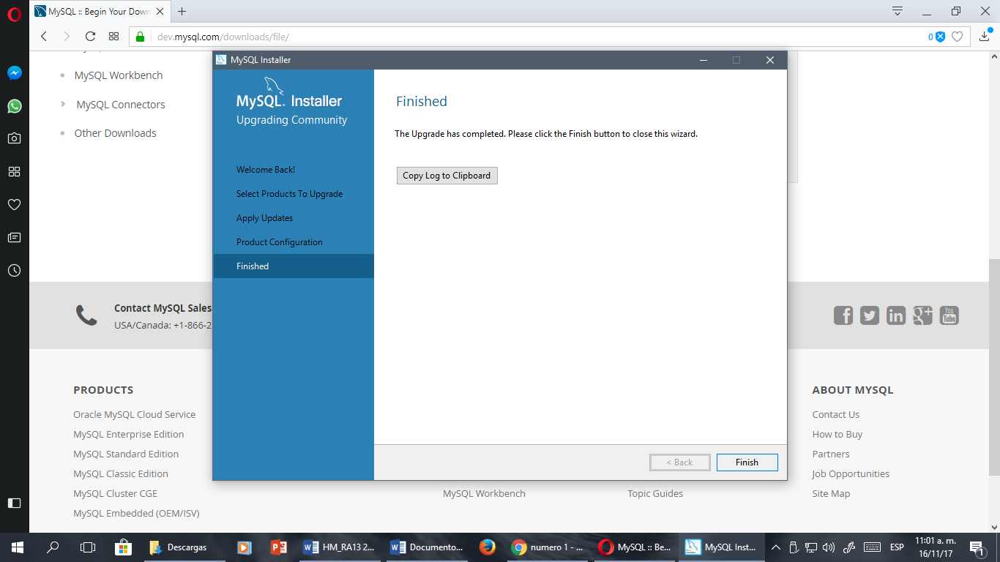 MySQL :: Begin Your Down
dev.mysql.com/downloads/file/
0
MySQL Workbench
MySQL Connectors
Other Downloads
MySQL Installer
MySQL. Installer
Upgrading Community
Welcome Back!
Select Products To Upgrade
Apply Updates
Product Configuration
Finished
Finished
The Upgrade has completed. Please click the Finish button to close this wizard.
Copy Log to Clipboard
< Back
Finish
Contact MySQL Sales
USA/Canada: +1-866-2
You
Tube
PRODUCTS
Oracle MySQL Cloud Service
MySQL Enterprise Edition
MySQL Standard Edition
MySQL Classic Edition
MySQL Cluster CGE
MySQL Embedded (OEM/ISV)
MySQL Workbench
Topic Guides
ABOUT MYSQL
Contact Us
How to Buy
Partners
Job Opportunities
Site Map
Descargas
HM_RA13 2...
Documento...
numero 1 - ...
MySQL :: Be...
MySQL Inst...
ESP
11:01 a. m.
16/11/17
1